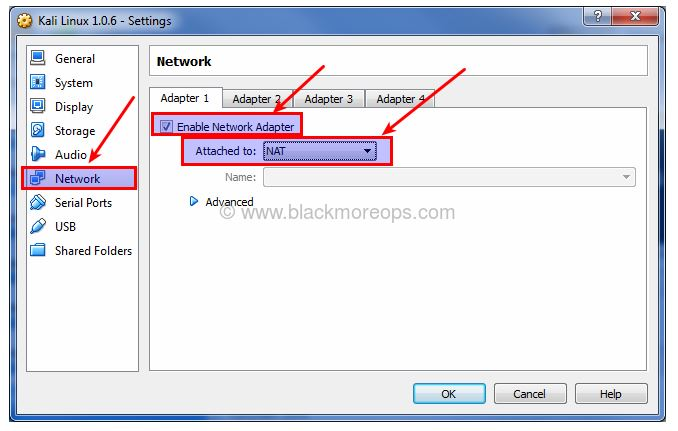 Kali Linux 1.0.6 - Settings
?
X
General
System
Display
Storage
Audio
Network
Serial Ports
USB
Shared Folders
Network
Adapter 1
Adapter 2
Adapter 3
Adapter 4
Enable Network Adapter
Attached to: NAT
Name:
Advanced
© www.blackmoreops.com
OK
Cancel
Help